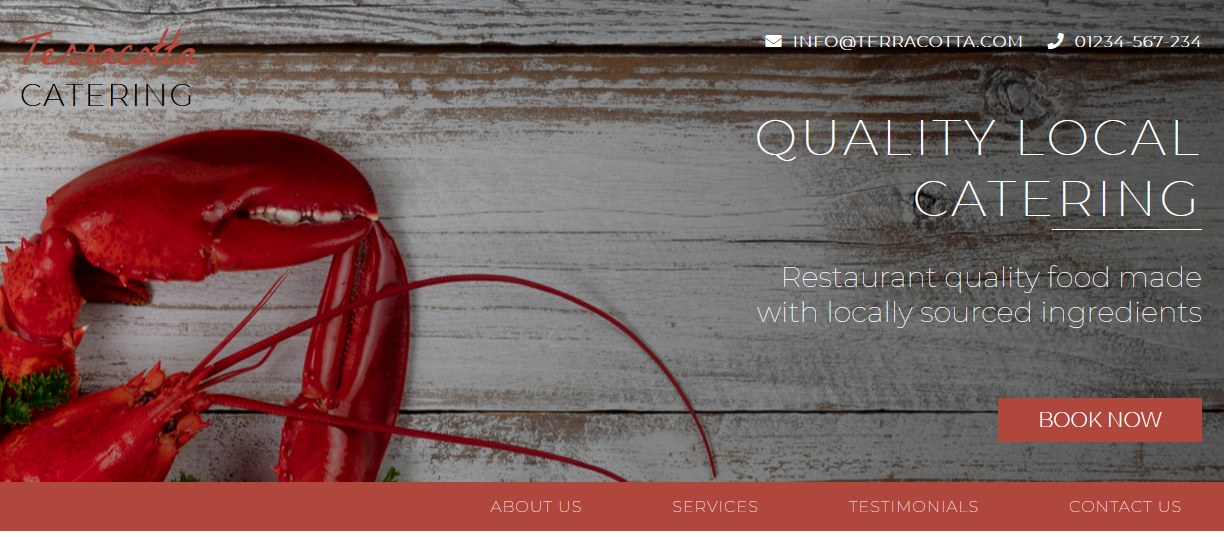 Terracotta
CATERING
INFO@TERRACOTTA.COM 01234-567-234
QUALITY LOCAL
CATERING
Restaurant quality food made
with locally sourced ingredients
BOOK NOW
ABOUT US SERVICES TESTIMONIALS CONTACT US